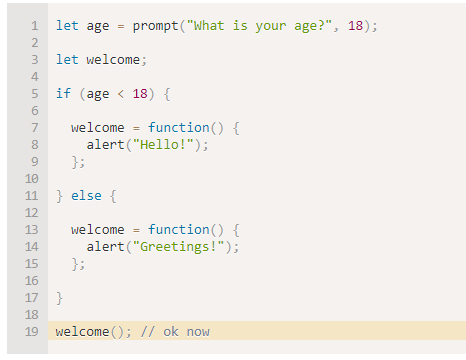 1 let age = prompt("What is your age?", 18);
2
3 let welcome;
4
5 if (age < 18) {
6
7   welcome = function() {
8     alert("Hello!");
9   };
10
11 } else {
12
13   welcome = function() {
14     alert("Greetings!");
15   };
16
17 }
18
19 welcome(); // ok now